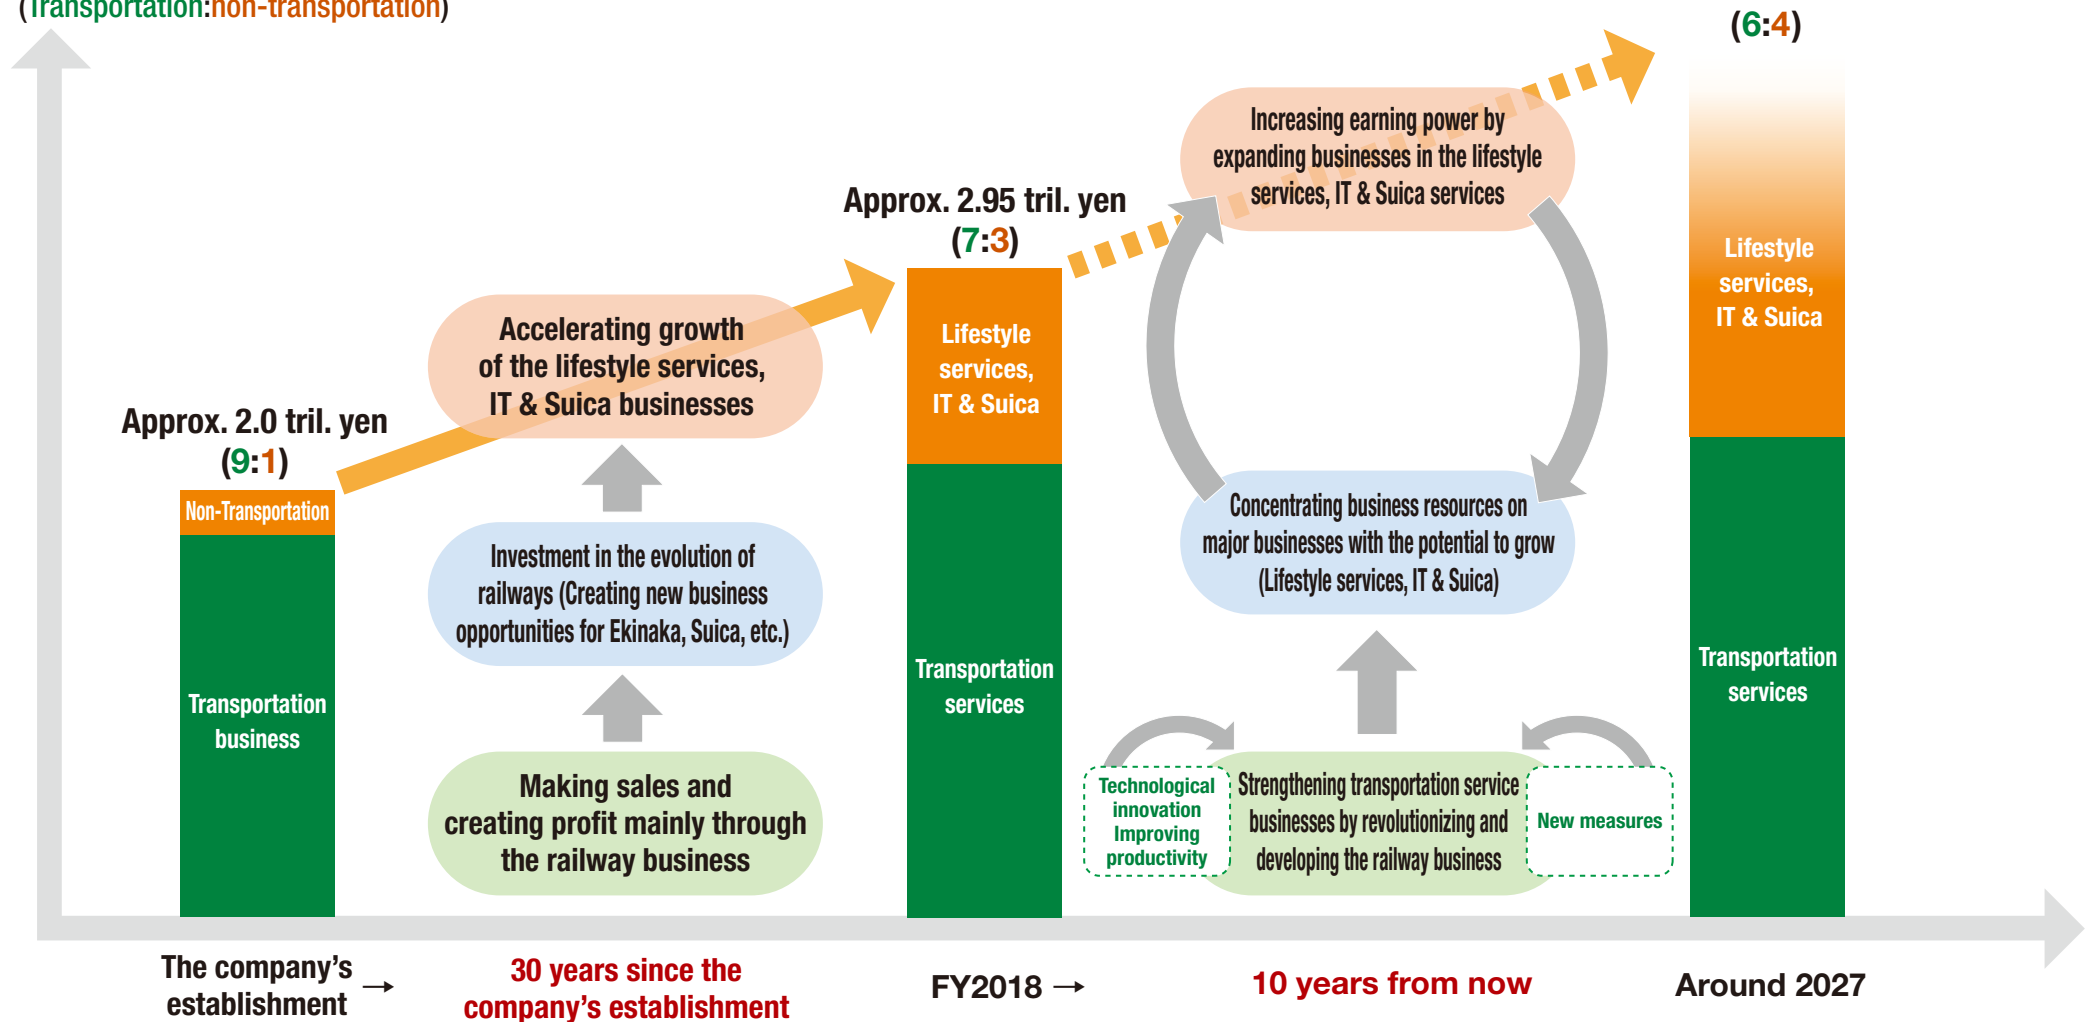 (Transportation:non-transportation)
(6:4)
Increasing earning power by
expanding businesses in the lifestyle
services, IT & Suica services
Approx. 2.95 tril. yen
(7:3)
Lifestyle
services,
IT & Suica
Accelerating growth
of the lifestyle services,
IT & Suica businesses
Lifestyle
services,
IT & Suica
Approx. 2.0 tril. yen
(9:1)
Non-Transportation
Concentrating business resources on
major businesses with the potential to grow
(Lifestyle services, IT & Suica)
Investment in the evolution of
railways (Creating new business
opportunities for Ekinaka, Suica, etc.)
Transportation
business
Transportation
services
Transportation
services
Making sales and
creating profit mainly through
the railway business
Technological
innovation
Improving
productivity
Strengthening transportation service
businesses by revolutionizing and
developing the railway business
New measures
The company’s
establishment →
30 years since the
company’s establishment
FY2018 →
10 years from now
Around 2027